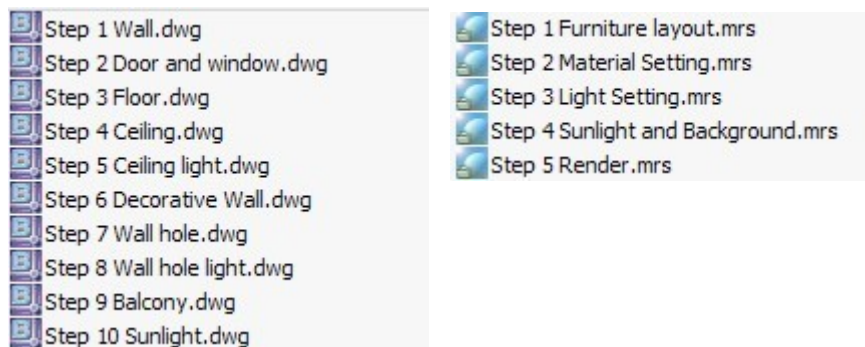 Step 1 Wall.dwg
Step 2 Door and window.dwg
Step 3 Floor.dwg
Step 4 Ceiling.dwg
Step 5 Ceiling light.dwg
Step 6 Decorative Wall.dwg
Step 7 Wall hole.dwg
Step 8 Wall hole light.dwg
Step 9 Balcony.dwg
Step 10 Sunlight.dwg
Step 1 Furniture layout.mrs
Step 2 Material Setting.mrs
Step 3 Light Setting.mrs
Step 4 Sunlight and Background.mrs
Step 5 Render.mrs